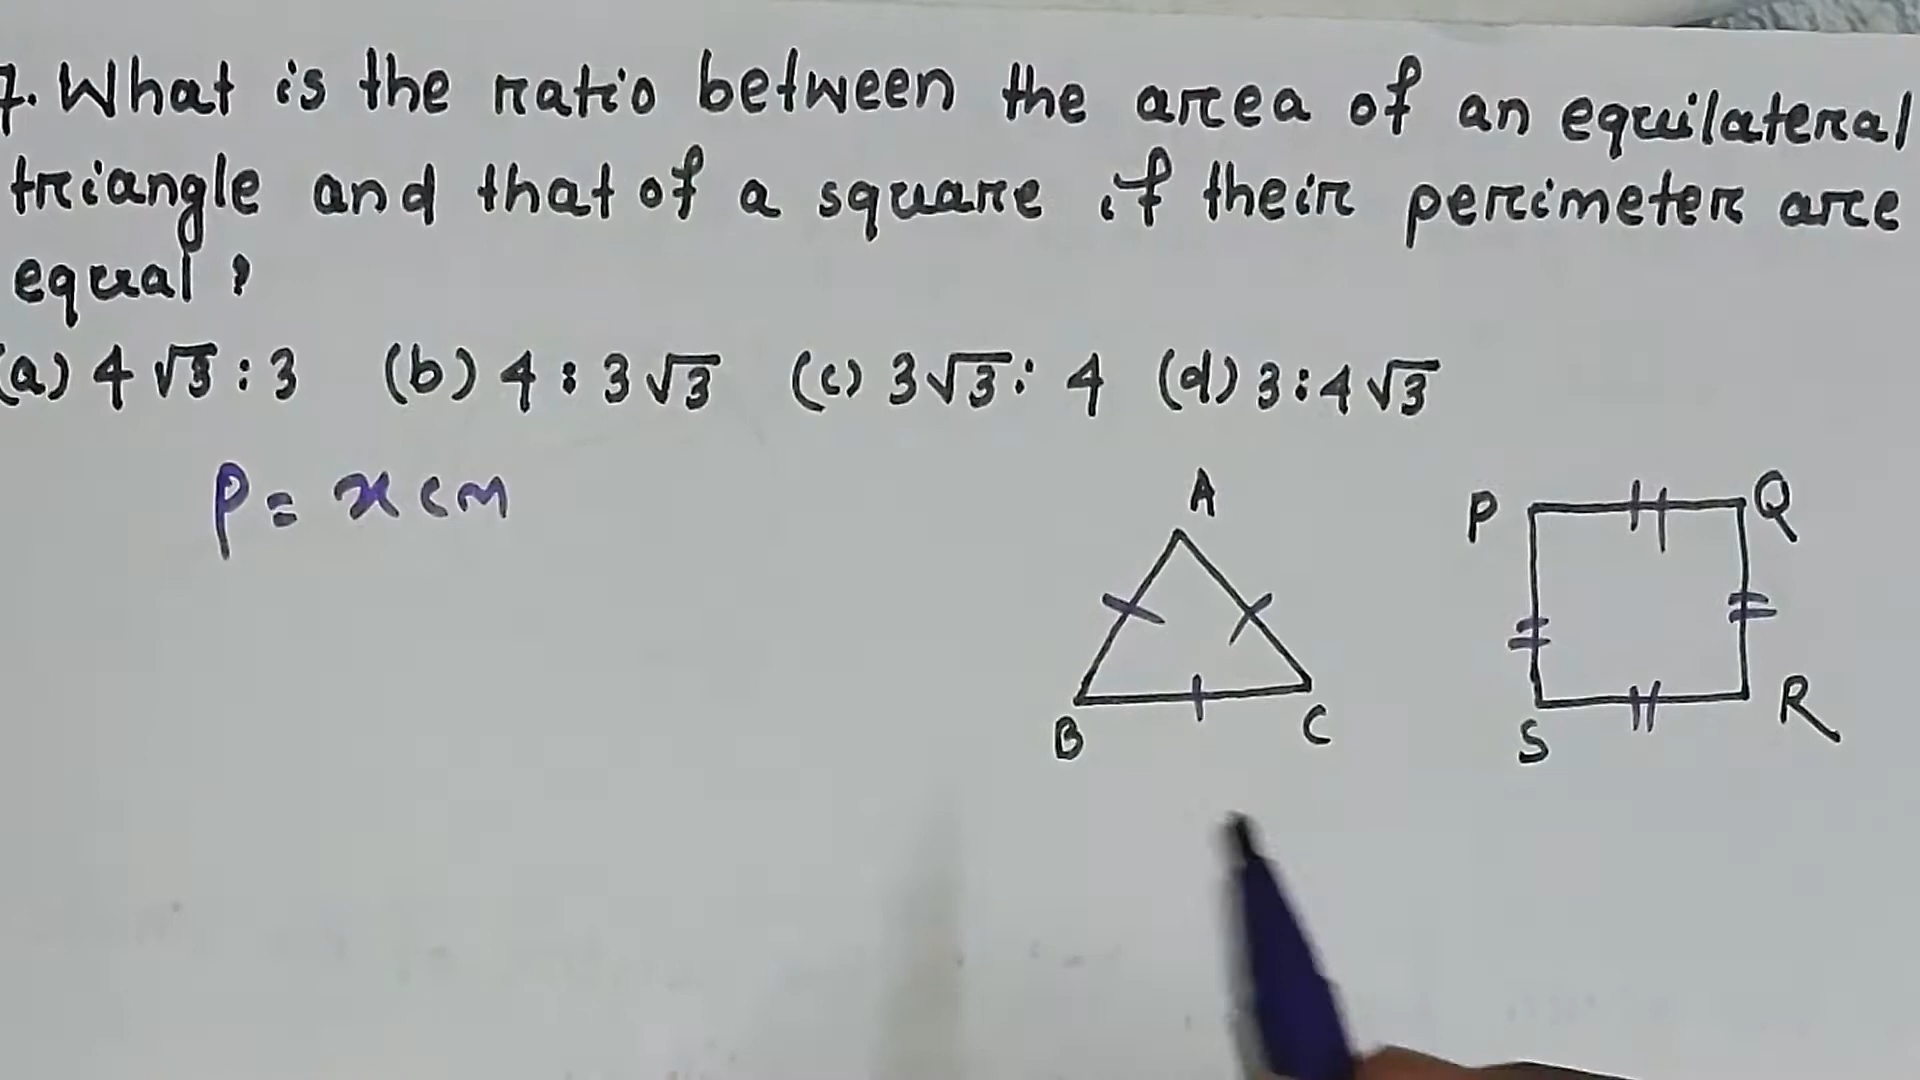 7. What is the ratio between the area of an equilateral
triangle and that of a square if their perimeter are
equal?
(a) 4√3 : 3 (b) 4 : 3√3 (c) 3√3 : 4 (d) 3 : 4√3
P = x cm
A
P Q
B C
S R